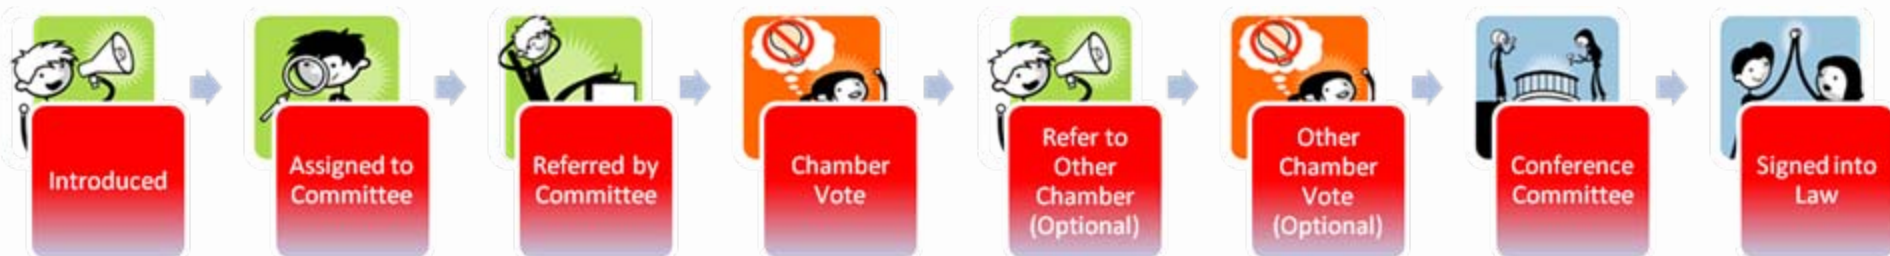 Introduced
Assigned to
Committee
Referred by
Committee
Chamber
Vote
Refer to
Other
Chamber
(Optional)
Other
Chamber
Vote
(Optional)
Conference
Committee
Signed into
Law